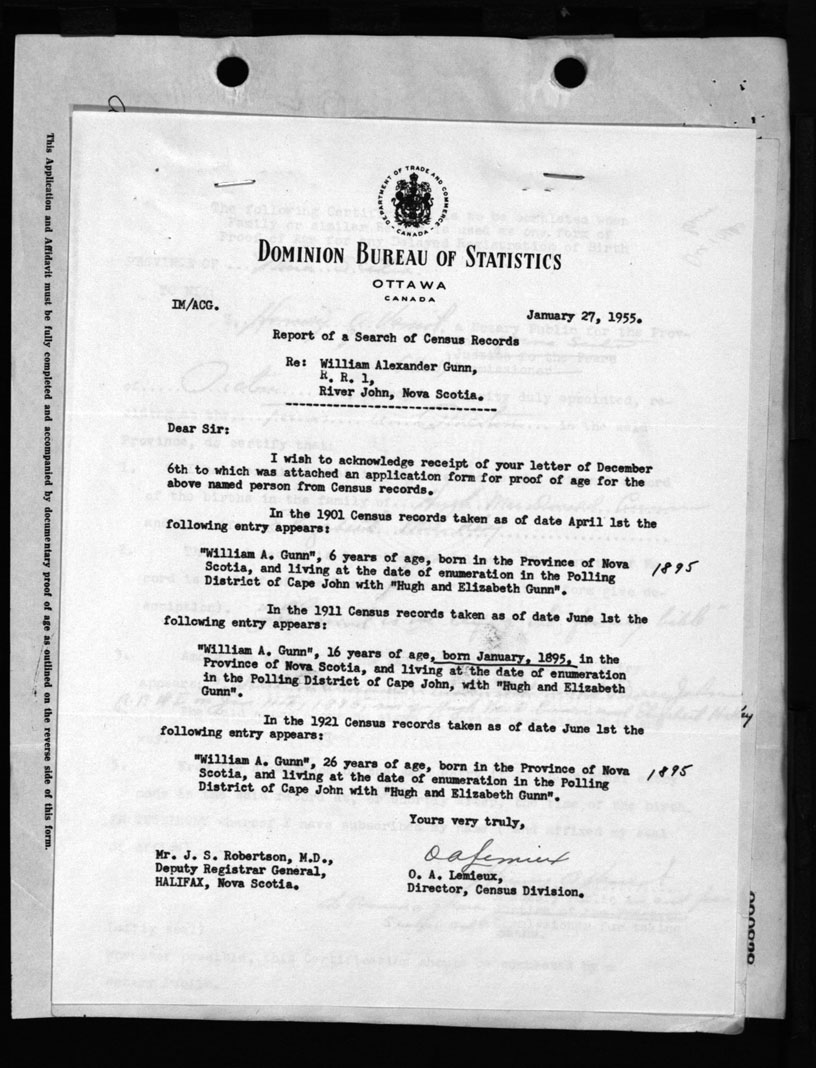 DEPARTMENT OF TRADE AND COMMERCE
CANADA
DOMINION BUREAU OF STATISTICS
OTTAWA
CANADA
IM/ACG.
January 27, 1955.
Report of a Search of Census Records
Re: William Alexander Gunn,
R. R. 1,
River John, Nova Scotia.
Dear Sir:
I wish to acknowledge receipt of your letter of December
6th to which was attached an application form for proof of age for the
above named person from Census records.
In the 1901 Census records taken as of date April 1st the
following entry appears:
"William A. Gunn", 6 years of age, born in the Province of Nova
Scotia, and living at the date of enumeration in the Polling
District of Cape John with "Hugh and Elizabeth Gunn".
1895
In the 1911 Census records taken as of date June 1st the
following entry appears:
"William A. Gunn", 16 years of age, born January, 1895, in the
Province of Nova Scotia, and living at the date of enumeration
in the Polling District of Cape John, with "Hugh and Elizabeth
Gunn".
In the 1921 Census records taken as of date June 1st the
following entry appears:
"William A. Gunn", 26 years of age, born in the Province of Nova
Scotia, and living at the date of enumeration in the Polling
District of Cape John with "Hugh and Elizabeth Gunn".
1895
Yours very truly,
O A Lemieux
Mr. J. S. Robertson, M.D.,
Deputy Registrar General,
HALIFAX, Nova Scotia.
O. A. Lemieux,
Director, Census Division.
This Application and Affidavit must be fully completed and accompanied by documentary proof of age as outlined on the reverse side of this form.